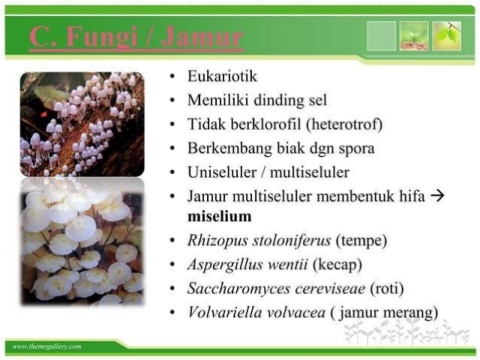 C. Fungi / Jamur
• Eukariotik
• Memiliki dinding sel
• Tidak berklorofil (heterotrof)
• Berkembang biak dgn spora
• Uniseluler / multiseluler
• Jamur multiseluler membentuk hifa →
miselium
• Rhizopus stoloniferus (tempe)
• Aspergillus wentii (kecap)
• Saccharomyces cereviseae (roti)
• Volvariella volvacea ( jamur merang)
www.themegallery.com